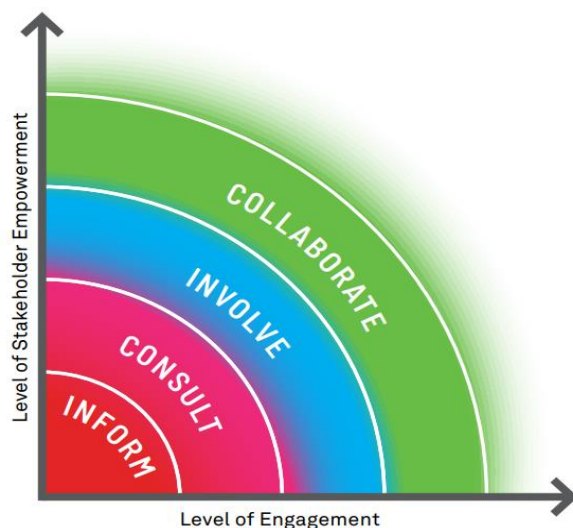 Level of Stakeholder Empowerment
COLLABORATE
INVOLVE
CONSULT
INFORM
Level of Engagement